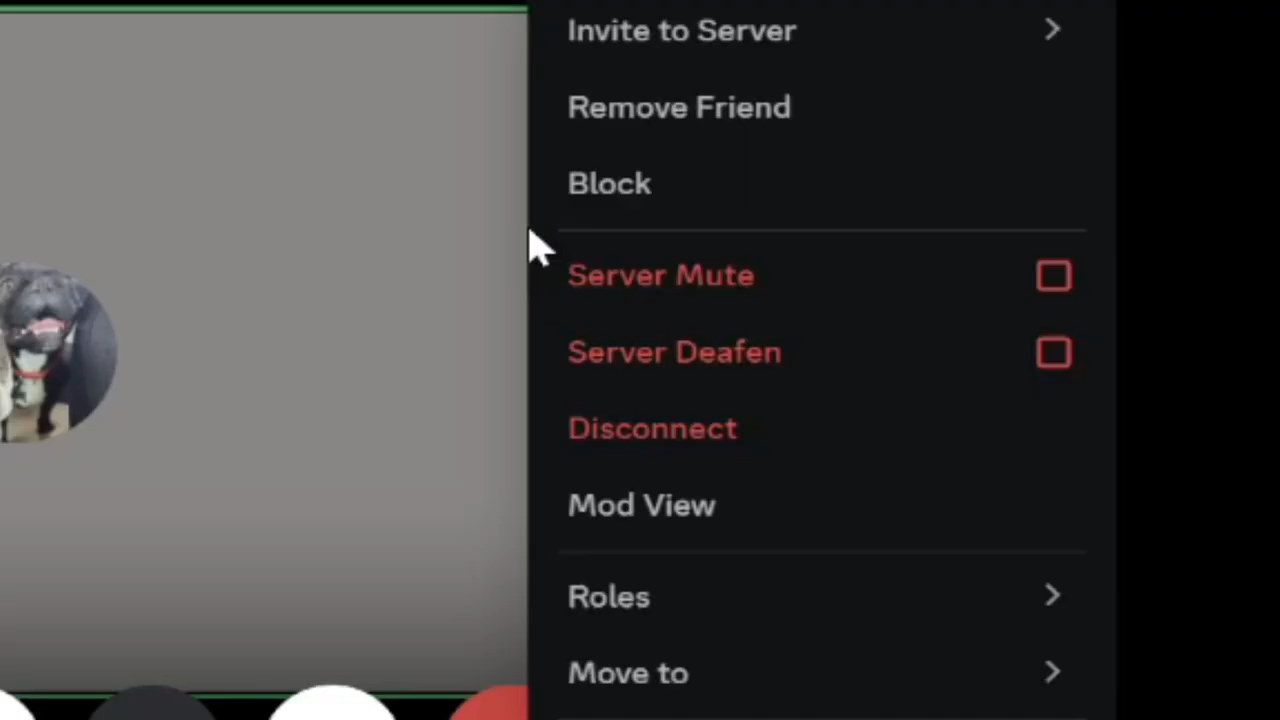 Invite to Server
Remove Friend
Block
Server Mute
Server Deafen
Disconnect
Mod View
Roles
Move to